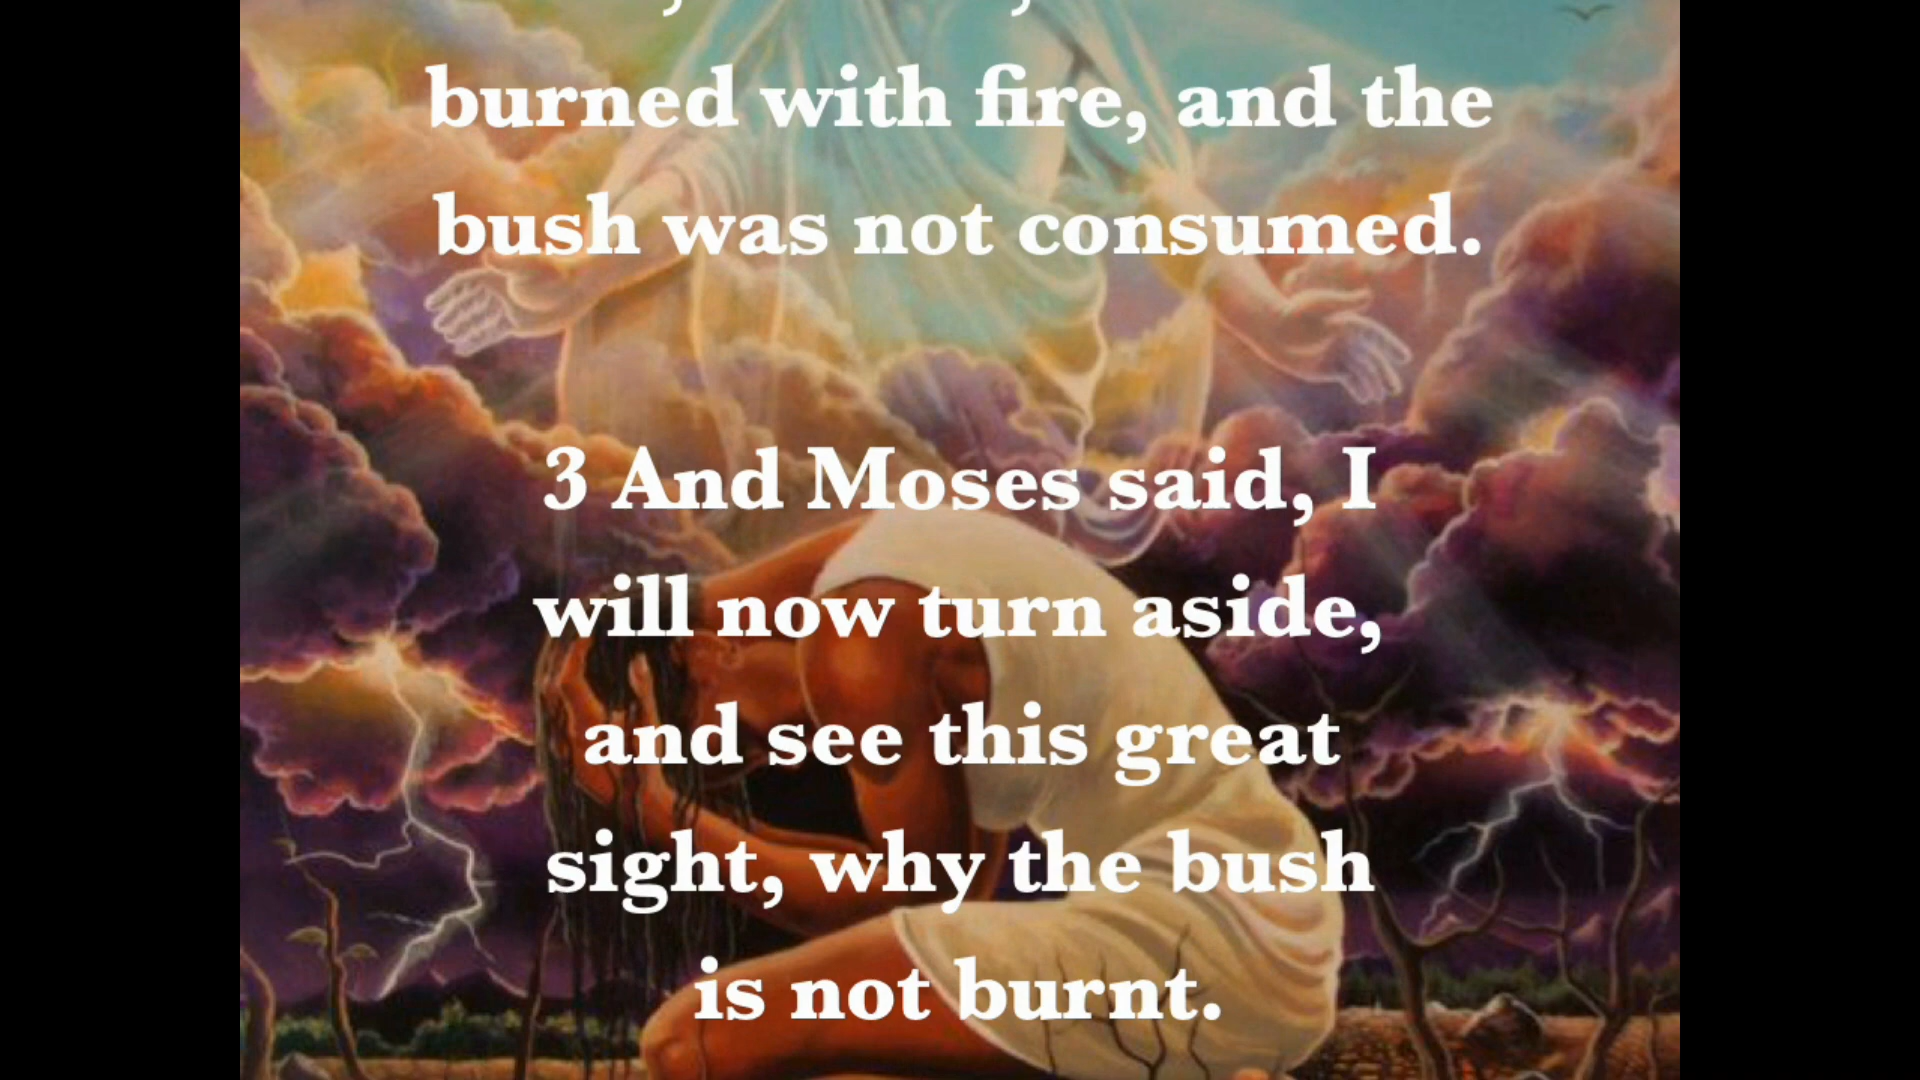 burned with fire, and the
bush was not consumed.
3 And Moses said, I
will now turn aside,
and see this great
sight, why the bush
is not burnt.